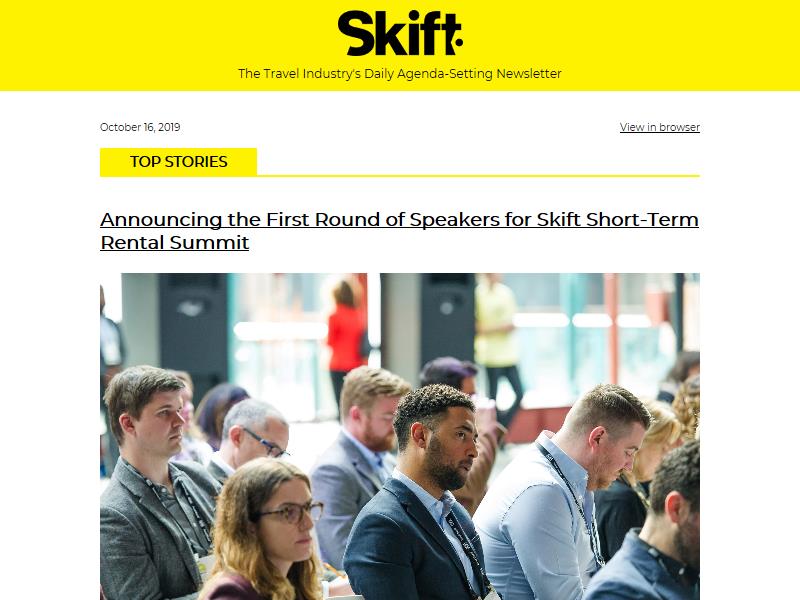 Skift
The Travel Industry's Daily Agenda-Setting Newsletter
October 16, 2019
View in browser
TOP STORIES
Announcing the First Round of Speakers for Skift Short-Term
Rental Summit